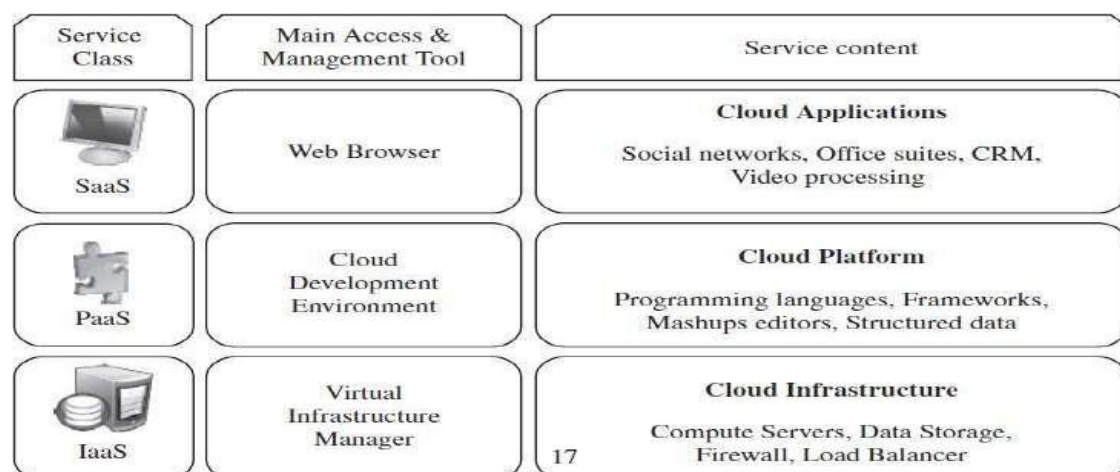 Service
Class
Main Access &
Management Tool
Service content
SaaS
Web Browser
Cloud Applications
Social networks, Office suites, CRM,
Video processing
PaaS
Cloud
Development
Environment
Cloud Platform
Programming languages, Frameworks,
Mashups editors, Structured data
IaaS
Virtual
Infrastructure
Manager
17
Cloud Infrastructure
Compute Servers, Data Storage,
Firewall, Load Balancer